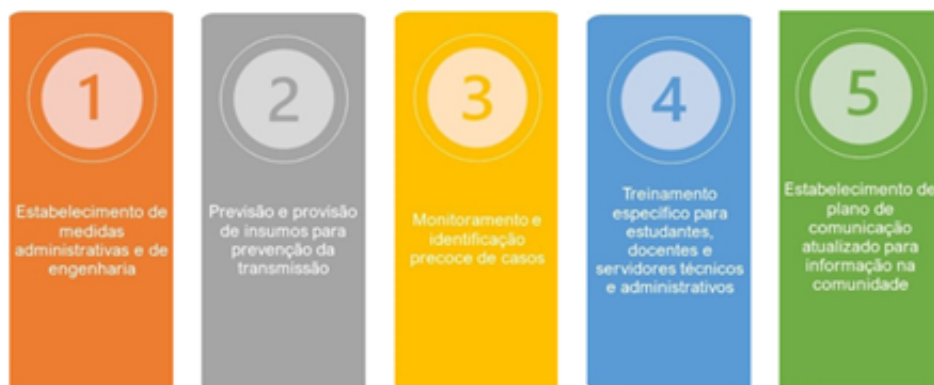 1
Estabelecimento de
medidas
administrativas e de
engenharia
2
Previsão e provisão
de insumos para
prevenção da
transmissão
3
Monitoramento e
identificação
precoce de casos
4
Treinamento
específico para
estudantes,
docentes e
servidores técnicos
e administrativos
5
Estabelecimento de
plano de
comunicação
atualizado para
informação na
comunidade